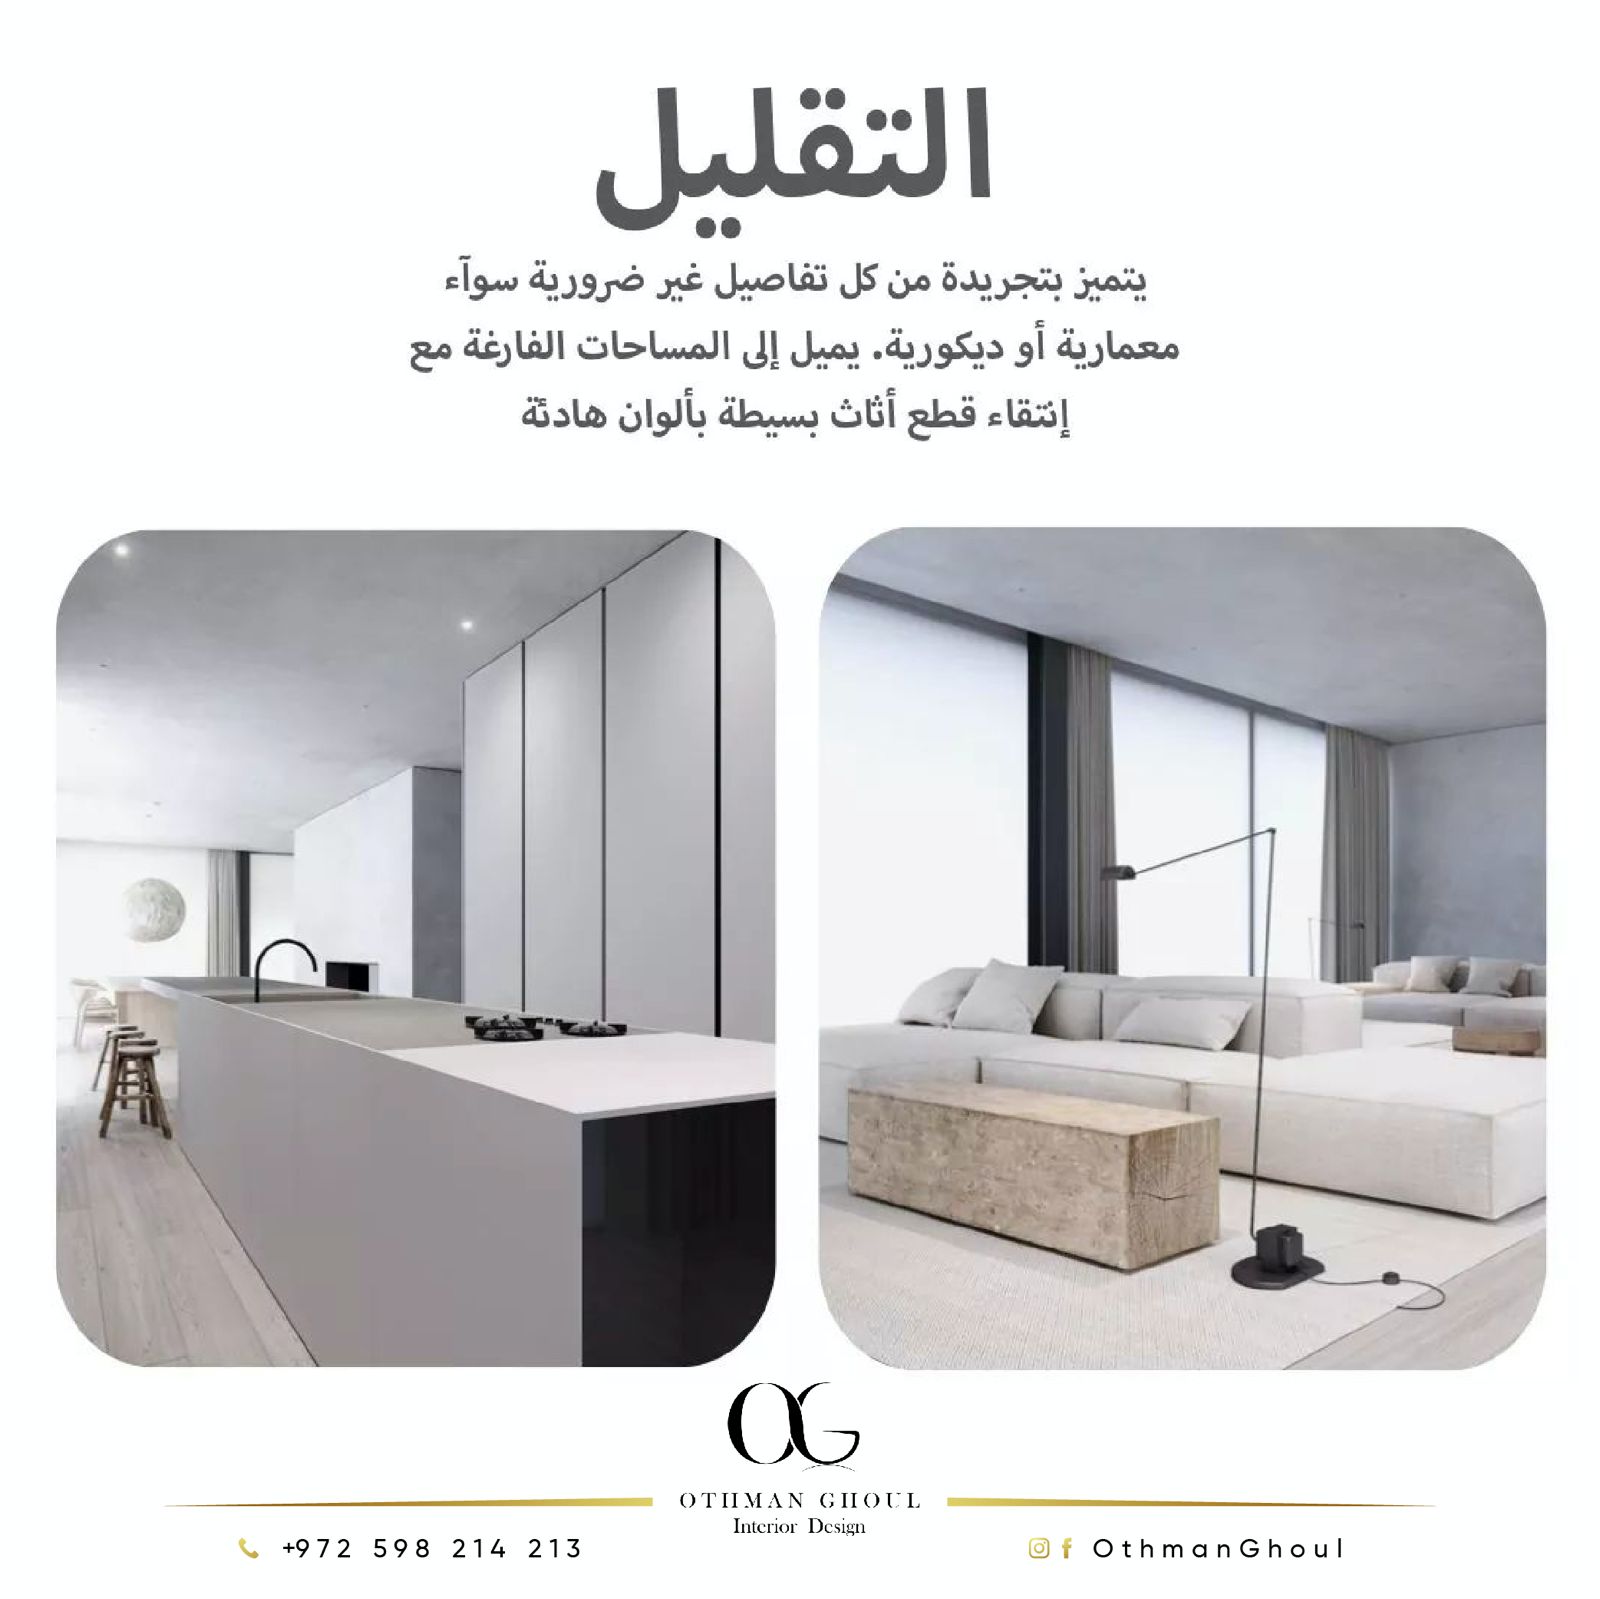 التقليل
يتميز بتجريدة من كل تفاصيل غير ضرورية سوآء
معمارية أو ديكورية. يميل إلى المساحات الفارغة مع
إنتقاء قطع أثاث بسيطة بألوان هادئة
OG
OTHMAN GHOUL
Interior Design
+972 598 214 213
OthmanGhoul